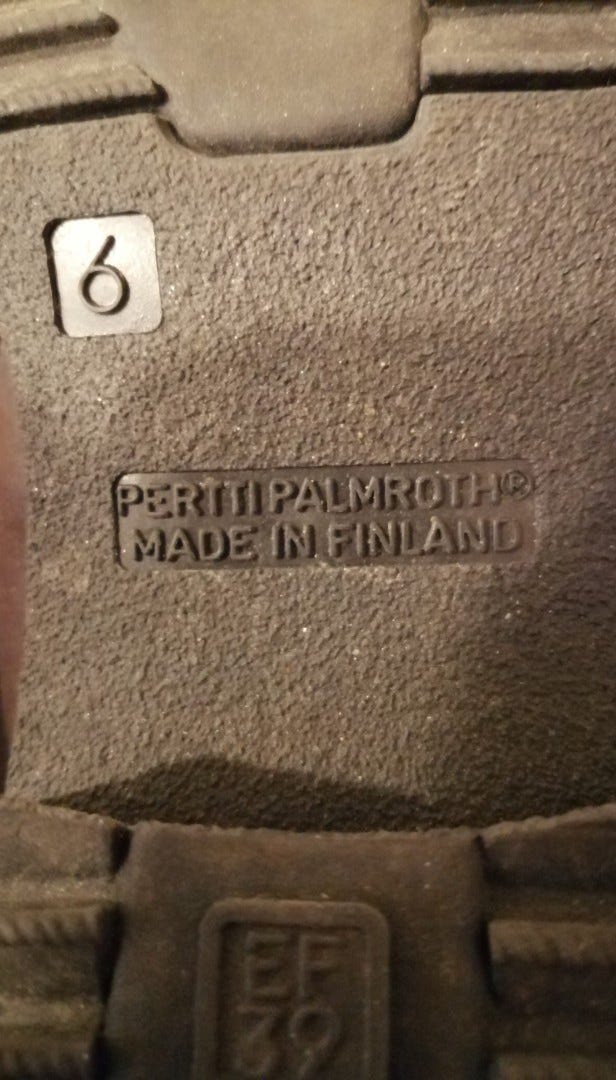 6
PERTTI PALMROTH®
MADE IN FINLAND
EF
39